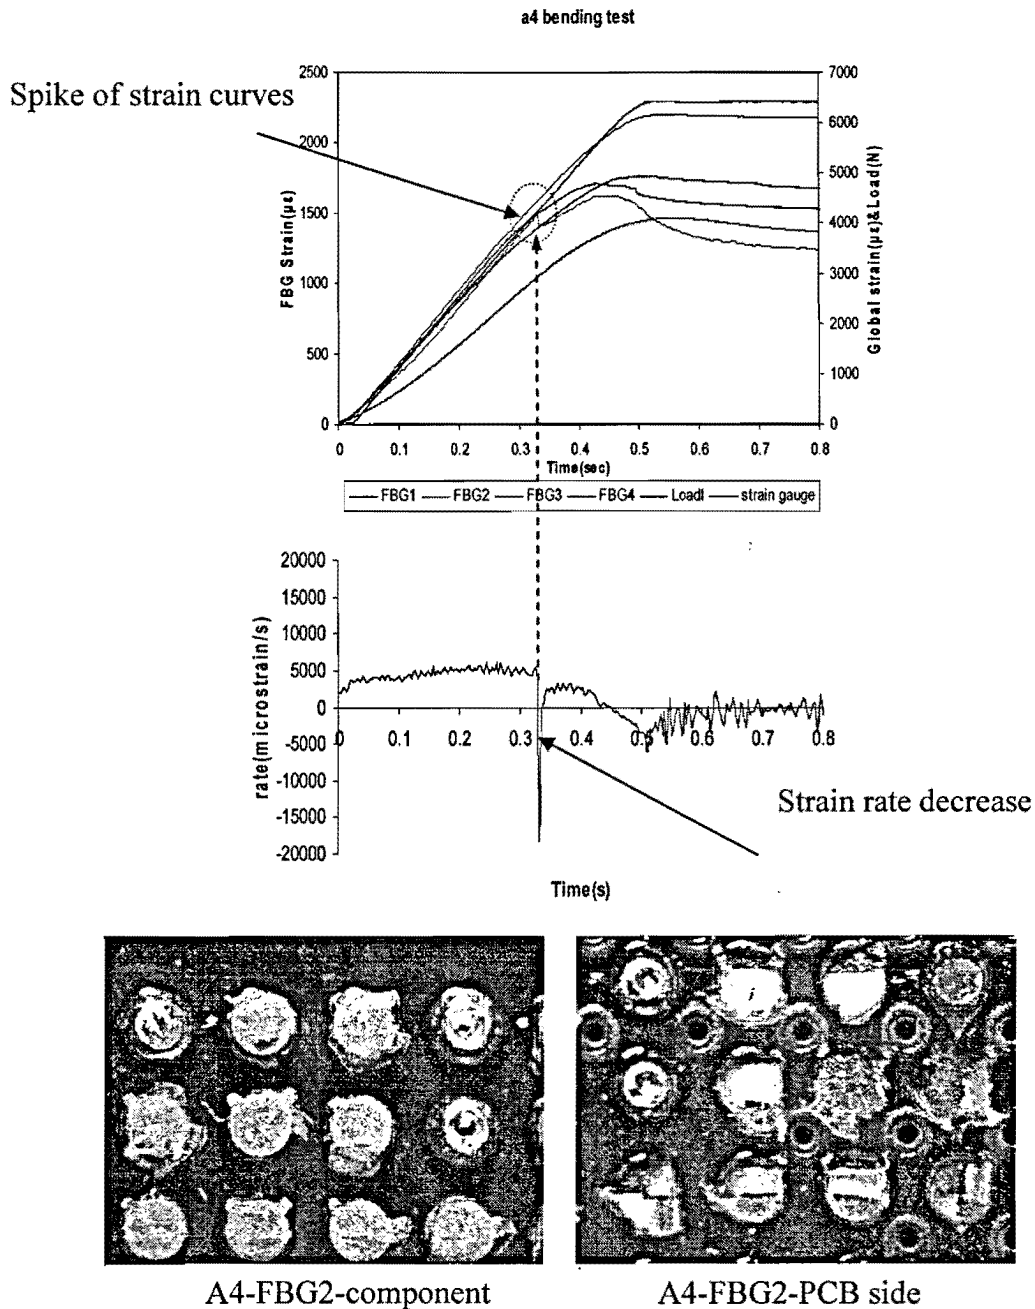 a4 bending test
Spike of strain curves
2500
2000
1500
1000
500
0
FBG Strain(µε)
7000
6000
5000
4000
3000
2000
1000
0
Global strain(µε)&Load(N)
0 0.1 0.2 0.3 0.4 0.5 0.6 0.7 0.8
Time(sec)
FBG1 FBG2 FBG3 FBG4 Loadl strain gauge
20000
15000
10000
5000
0
-5000
-10000
-15000
-20000
rate(microstrain/s)
0 0.1 0.2 0.3 0.4 0.5 0.6 0.7 0.8
Strain rate decrease
Time(s)
A4-FBG2-component
A4-FBG2-PCB side